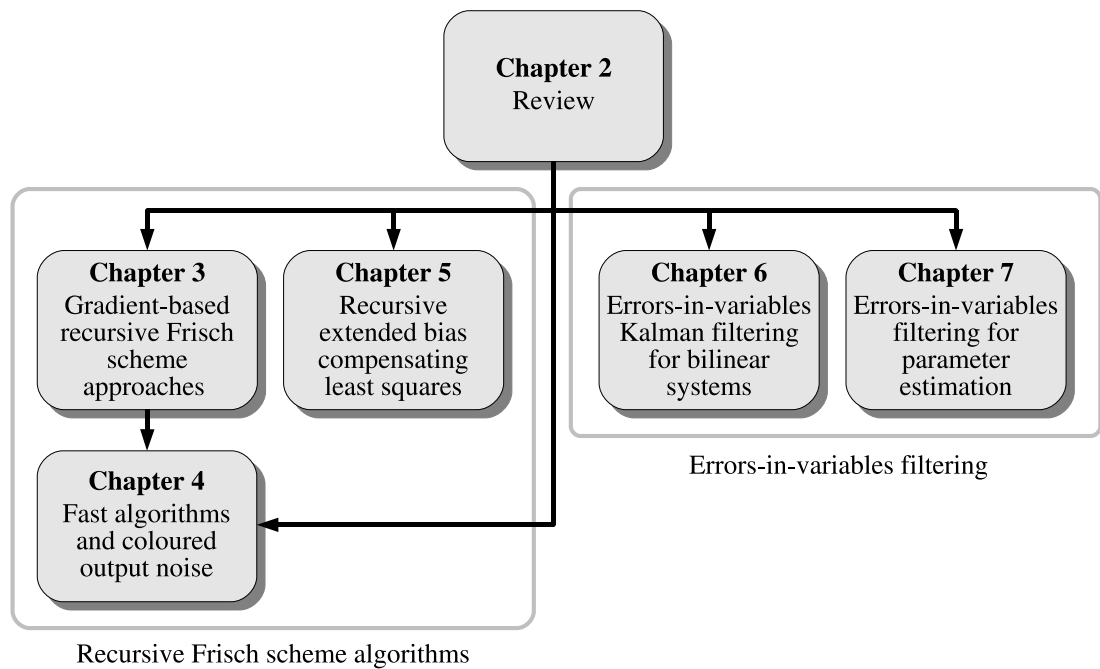 Chapter 2
Review
Chapter 3
Gradient-based
recursive Frisch
scheme
approaches
Chapter 5
Recursive
extended bias
compensating
least squares
Chapter 6
Errors-in-variables
Kalman filtering
for bilinear
systems
Chapter 7
Errors-in-variables
filtering for
parameter
estimation
Chapter 4
Fast algorithms
and coloured
output noise
Errors-in-variables filtering
Recursive Frisch scheme algorithms